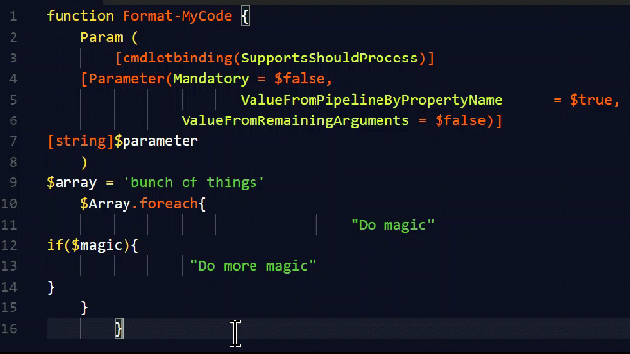 1 function Format-MyCode {
2 Param (
3 [cmdletbinding(SupportsShouldProcess)]
4 [Parameter(Mandatory = $false,
5 ValueFromPipelineByPropertyName = $true,
6 ValueFromRemainingArguments = $false)]
7 [string]$parameter
8 )
9 $array = 'bunch of things'
10 $Array.foreach{
11 "Do magic"
12 if($magic){
13 "Do more magic"
14 }
15 }
16 }